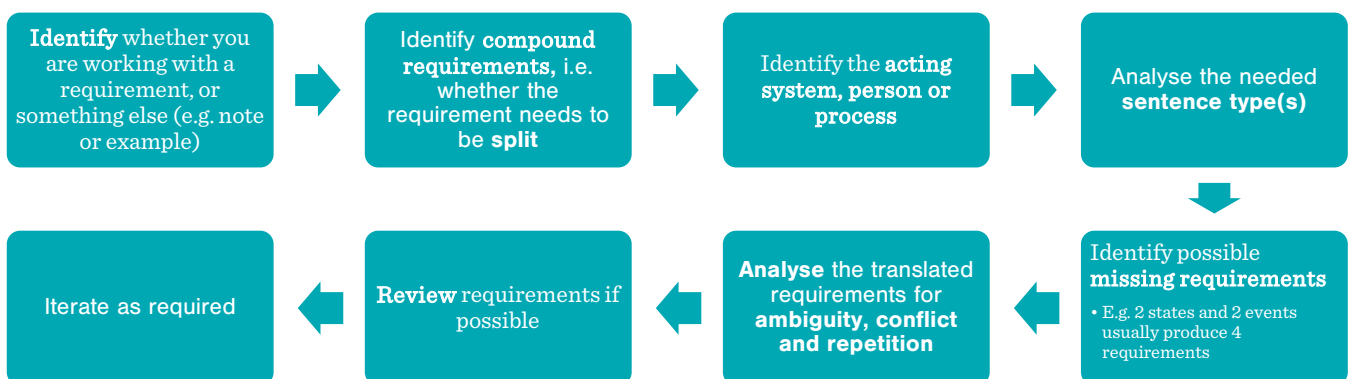 Identify whether you
are working with a
requirement, or
something else (e.g. note
or example)
Identify compound
requirements, i.e.
whether the
requirement needs to
be split
Identify the acting
system, person or
process
Analyse the needed
sentence type(s)
Identify possible
missing requirements
• E.g. 2 states and 2 events
usually produce 4
requirements
Analyse the translated
requirements for
ambiguity, conflict
and repetition
Review requirements if
possible
Iterate as required